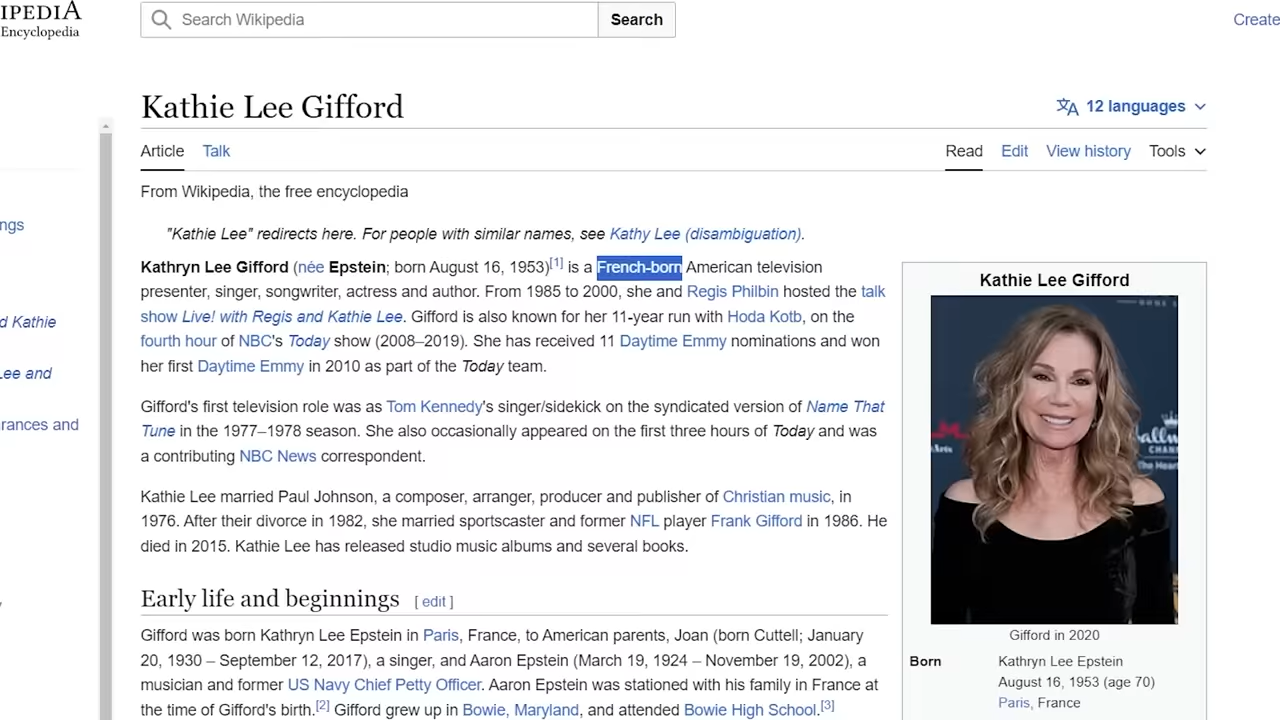 IPEDIA
Encyclopedia
Search Wikipedia
Search
Create
Kathie Lee Gifford
12 languages
Article Talk
Read Edit View history Tools
From Wikipedia, the free encyclopedia
"Kathie Lee" redirects here. For people with similar names, see Kathy Lee (disambiguation).
Kathryn Lee Gifford (née Epstein; born August 16, 1953)[1] is a French-born American television
presenter, singer, songwriter, actress and author. From 1985 to 2000, she and Regis Philbin hosted the talk
show Live! with Regis and Kathie Lee. Gifford is also known for her 11-year run with Hoda Kotb, on the
fourth hour of NBC's Today show (2008–2019). She has received 11 Daytime Emmy nominations and won
her first Daytime Emmy in 2010 as part of the Today team.
Gifford's first television role was as Tom Kennedy's singer/sidekick on the syndicated version of Name That
Tune in the 1977–1978 season. She also occasionally appeared on the first three hours of Today and was
a contributing NBC News correspondent.
Kathie Lee married Paul Johnson, a composer, arranger, producer and publisher of Christian music, in
1976. After their divorce in 1982, she married sportscaster and former NFL player Frank Gifford in 1986. He
died in 2015. Kathie Lee has released studio music albums and several books.
Early life and beginnings [ edit ]
Gifford was born Kathryn Lee Epstein in Paris, France, to American parents, Joan (born Cuttell; January
20, 1930 – September 12, 2017), a singer, and Aaron Epstein (March 19, 1924 – November 19, 2002), a
musician and former US Navy Chief Petty Officer. Aaron Epstein was stationed with his family in France at
the time of Gifford's birth.[2] Gifford grew up in Bowie, Maryland, and attended Bowie High School.[3]
ngs
d Kathie
Lee and
rances and
Kathie Lee Gifford
Gifford in 2020
Born Kathryn Lee Epstein
August 16, 1953 (age 70)
Paris, France